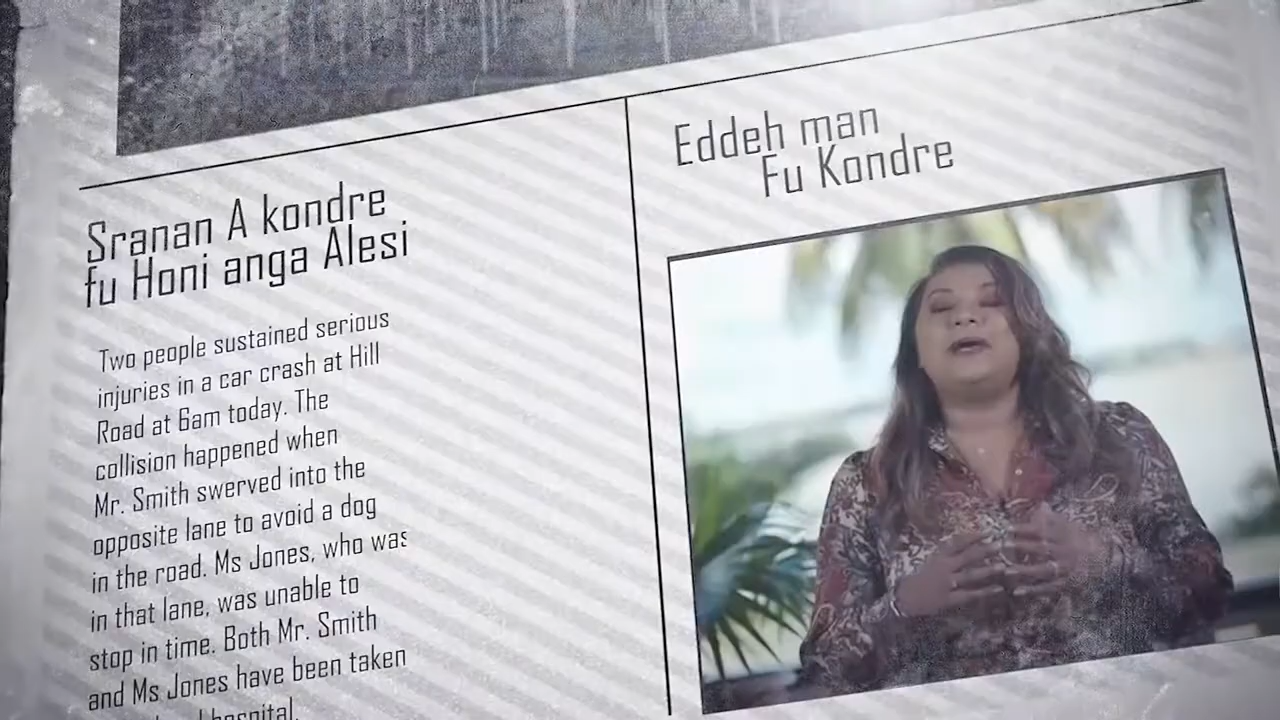 Sranan A kondre
fu Honi anga Alesi
Two people sustained serious
injuries in a car crash at Hill
Road at 6am today. The
collision happened when
Mr. Smith swerved into the
opposite lane to avoid a dog
in the road. Ms Jones, who was
in that lane, was unable to
stop in time. Both Mr. Smith
and Ms Jones have been taken
hospital.
Eddeh man
Fu Kondre